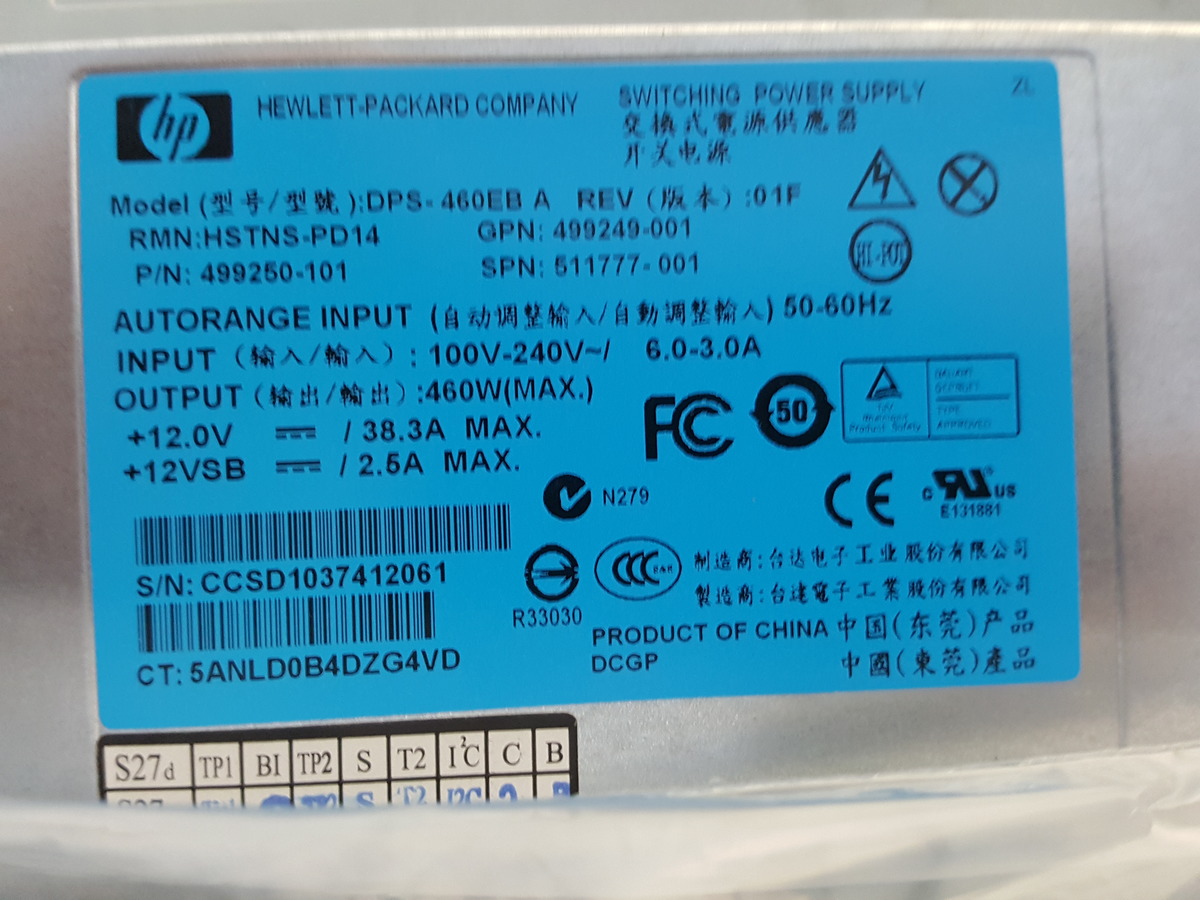 hp HEWLETT-PACKARD COMPANY
SWITCHING POWER SUPPLY
ZL
交換式電源供應器
开关电源
Model (型号/型號):DPS-460EB A REV (版本):01F
RMN:HSTNS-PD14 GPN: 499249-001
P/N: 499250-101 SPN: 511777-001
HI-POT
AUTORANGE INPUT (自动调整输入/自動調整輸入) 50-60Hz
INPUT (输入/輸入): 100V-240V~/ 6.0-3.0A
OUTPUT (输出/輸出):460W(MAX.)
+12.0V / 38.3A MAX.
+12VSB / 2.5A MAX.
FC
50
TYPE
APPROVED
Product Safety
N279
CE
c UL US
E131881
S/N: CCSD1037412061
CCC
R33030
制造商:台达电子工业股份有限公司
製造商:台達電子工業股份有限公司
CT: 5ANLD0B4DZG4VD
PRODUCT OF CHINA 中国(东莞)产品
DCGP 中國(東莞)產品
S27d TP1 BI TP2 S T2 I²C C B